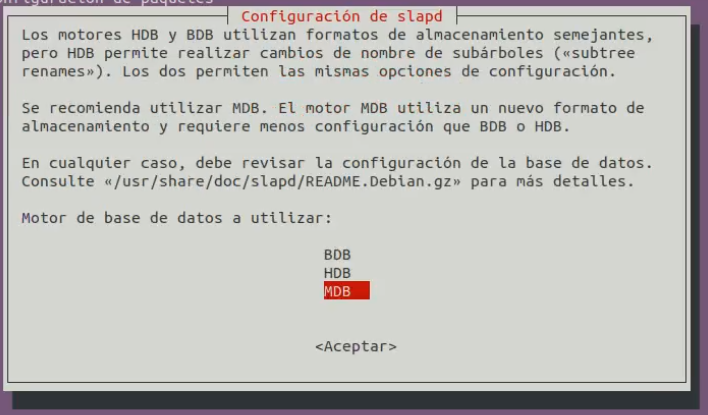 Configuración de paquetes
Configuración de slapd
Los motores HDB y BDB utilizan formatos de almacenamiento semejantes,
pero HDB permite realizar cambios de nombre de subárboles («subtree
renames»). Los dos permiten las mismas opciones de configuración.
Se recomienda utilizar MDB. El motor MDB utiliza un nuevo formato de
almacenamiento y requiere menos configuración que BDB o HDB.
En cualquier caso, debe revisar la configuración de la base de datos.
Consulte «/usr/share/doc/slapd/README.Debian.gz» para más detalles.
Motor de base de datos a utilizar:
BDB
HDB
MDB
<Aceptar>